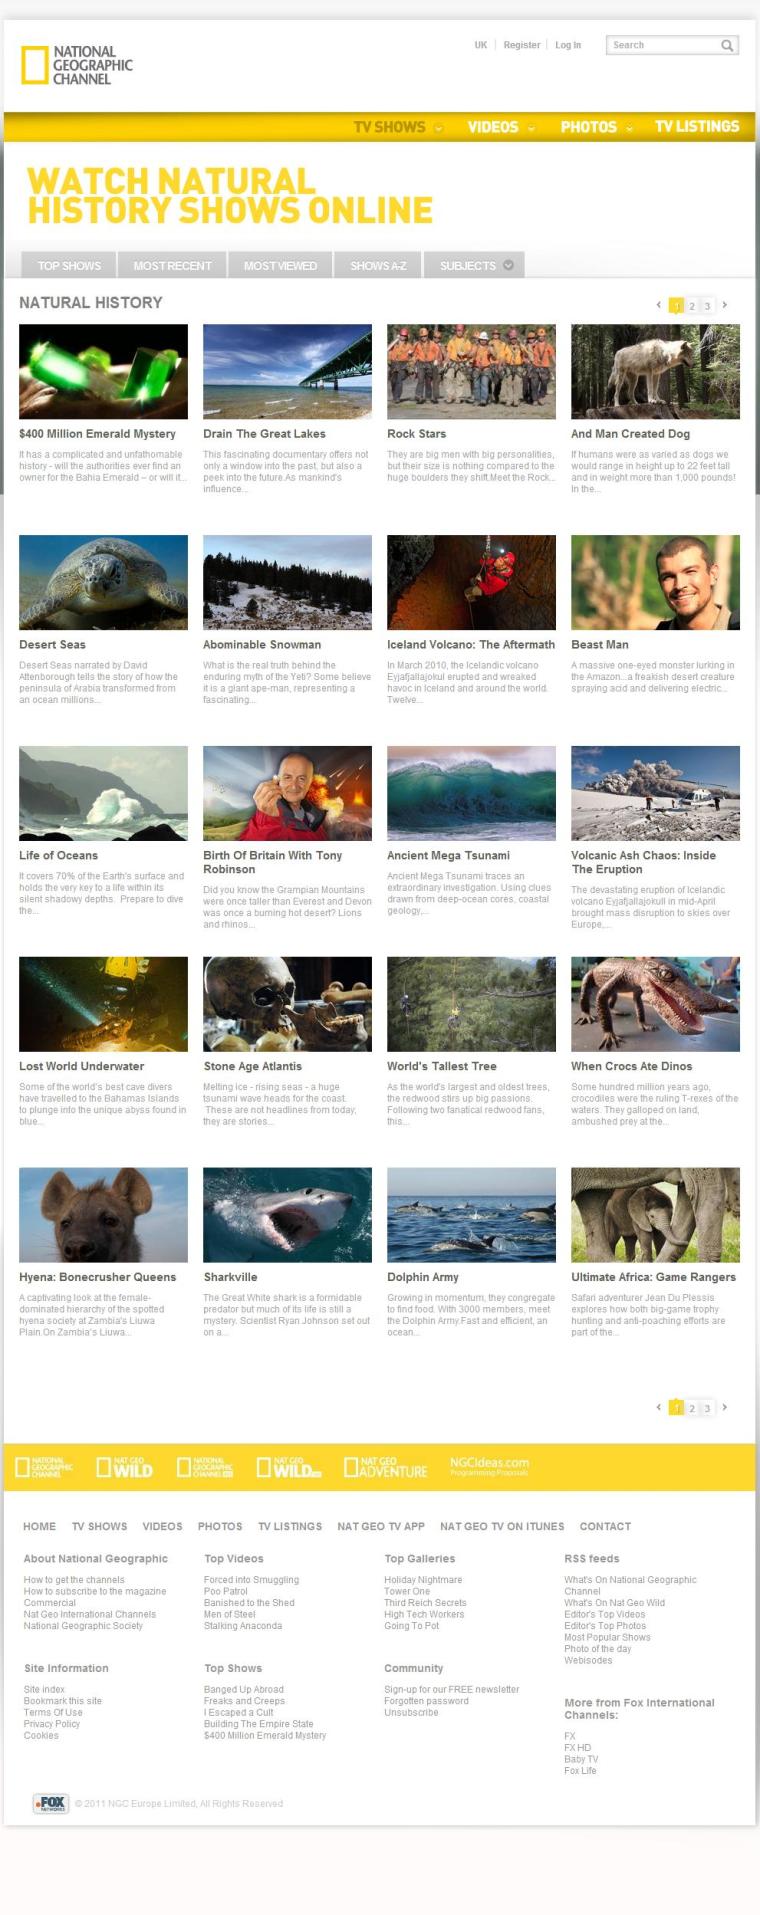 NATIONAL
GEOGRAPHIC
CHANNEL
UK Register Log In Search
TV SHOWS VIDEOS PHOTOS TV LISTINGS
WATCH NATURAL
HISTORY SHOWS ONLINE
TOP SHOWS MOST RECENT MOST VIEWED SHOWS A-Z SUBJECTS
NATURAL HISTORY
1 2 3
$400 Million Emerald Mystery
It has a complicated and unfathomable
history - will the authorities ever find an
owner for the Bahia Emerald – or will it...
Drain The Great Lakes
This fascinating documentary offers not
only a window into the past, but also a
peek into the future.As mankind's
influence...
Rock Stars
They are big men with big personalities,
but their size is nothing compared to the
huge boulders they shift.Meet the Rock...
And Man Created Dog
If humans were as varied as dogs we
would range in height up to 22 feet tall
and in weight more than 1,000 pounds!
In the...
Desert Seas
Desert Seas narrated by David
Attenborough tells the story of how the
peninsula of Arabia transformed from
an ocean millions...
Abominable Snowman
What is the real truth behind the
enduring myth of the Yeti? Some believe
it is a giant ape-man, representing a
fascinating...
Iceland Volcano: The Aftermath
In March 2010, the Icelandic volcano
Eyjafjallajokul erupted and wreaked
havoc in Iceland and around the world.
Twelve...
Beast Man
A massive one-eyed monster lurking in
the Amazon...a freakish desert creature
spraying acid and delivering electric...
Life of Oceans
It covers 70% of the Earth's surface and
holds the very key to a life within its
silent shadowy depths.  Prepare to dive
the...
Birth Of Britain With Tony
Robinson
Did you know the Grampian Mountains
were once taller than Everest and Devon
was once a burning hot desert? Lions
and rhinos...
Ancient Mega Tsunami
Ancient Mega Tsunami traces an
extraordinary investigation. Using clues
drawn from deep-ocean cores, coastal
geology,...
Volcanic Ash Chaos: Inside
The Eruption
The devastating eruption of Icelandic
volcano Eyjafjallajokull in mid-April
brought mass disruption to skies over
Europe,...
Lost World Underwater
Some of the world's best cave divers
have travelled to the Bahamas Islands
to plunge into the unique abyss found in
blue...
Stone Age Atlantis
Melting ice - rising seas - a huge
tsunami wave heads for the coast.
These are not headlines from today,
they are stories...
World's Tallest Tree
As the world's largest and oldest trees,
the redwood stirs up big passions.
Following two fanatical redwood fans,
this...
When Crocs Ate Dinos
Some hundred million years ago,
crocodiles were the ruling T-rexes of the
waters. They galloped on land,
ambushed prey at the...
Hyena: Bonecrusher Queens
A captivating look at the female-
dominated hierarchy of the spotted
hyena society at Zambia's Liuwa
Plain.On Zambia's Liuwa...
Sharkville
The Great White shark is a formidable
predator but much of its life is still a
mystery. Scientist Ryan Johnson set out
on a...
Dolphin Army
Growing in momentum, they congregate
to find food. With 3000 members, meet
the Dolphin Army.Fast and efficient, an
ocean...
Ultimate Africa: Game Rangers
Safari adventurer Jean Du Plessis
explores how both big-game trophy
hunting and anti-poaching efforts are
part of the...
1 2 3
NATIONAL
GEOGRAPHIC
CHANNEL
NAT GEO
WILD
NATIONAL
GEOGRAPHIC
CHANNEL
NAT GEO
WILD
NAT GEO
ADVENTURE
NGCIdeas.com
Programming Proposals
HOME TV SHOWS VIDEOS PHOTOS TV LISTINGS NAT GEO TV APP NAT GEO TV ON ITUNES CONTACT
About National Geographic
How to get the channels
How to subscribe to the magazine
Commercial
Nat Geo International Channels
National Geographic Society
Top Videos
Forced into Smuggling
Poo Patrol
Banished to the Shed
Men of Steel
Stalking Anaconda
Top Galleries
Holiday Nightmare
Tower One
Third Reich Secrets
High Tech Workers
Going To Pot
RSS feeds
What's On National Geographic
Channel
What's On Nat Geo Wild
Editor's Top Videos
Editor's Top Photos
Most Popular Shows
Photo of the day
Webisodes
Site Information
Site index
Bookmark this site
Terms Of Use
Privacy Policy
Cookies
Top Shows
Banged Up Abroad
Freaks and Creeps
I Escaped a Cult
Building The Empire State
$400 Million Emerald Mystery
Community
Sign-up for our FREE newsletter
Forgotten password
Unsubscribe
More from Fox International
Channels:
FX
FX HD
Baby TV
Fox Life
FOX
© 2011 NGC Europe Limited, All Rights Reserved